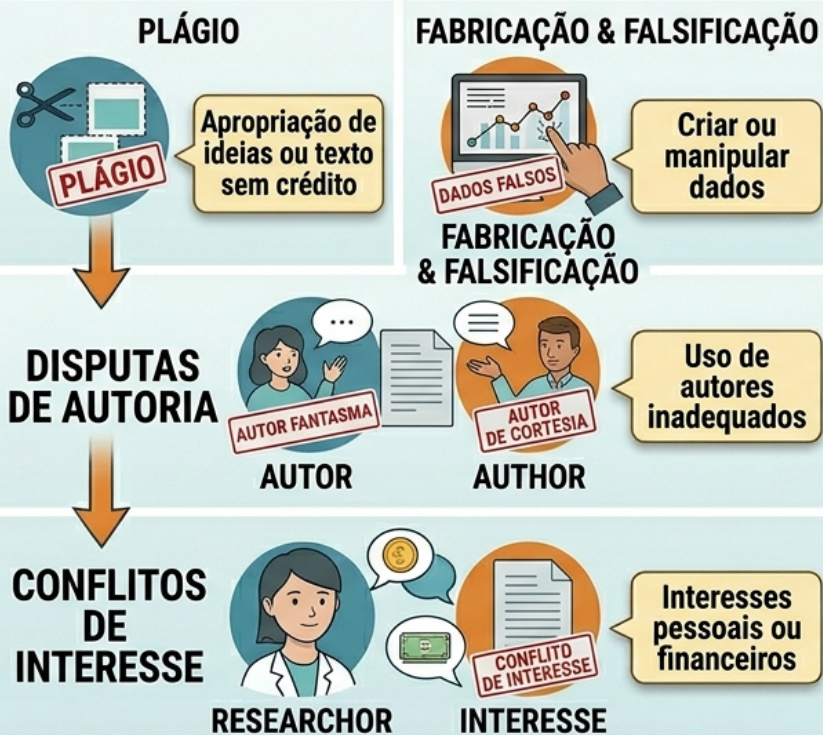 PLÁGIO
PLÁGIO
Apropriação de
ideias ou texto
sem crédito
FABRICAÇÃO & FALSIFICAÇÃO
DADOS FALSOS
Criar ou
manipular
dados
FABRICAÇÃO
& FALSIFICAÇÃO
DISPUTAS
DE AUTORIA
AUTOR FANTASMA
AUTOR
AUTOR
DE CORTESIA
AUTHOR
Uso de
autores
inadequados
CONFLITOS
DE
INTERESSE
RESEARCHOR
CONFLITO
DE INTERESSE
INTERESSE
Interesses
pessoais ou
financeiros